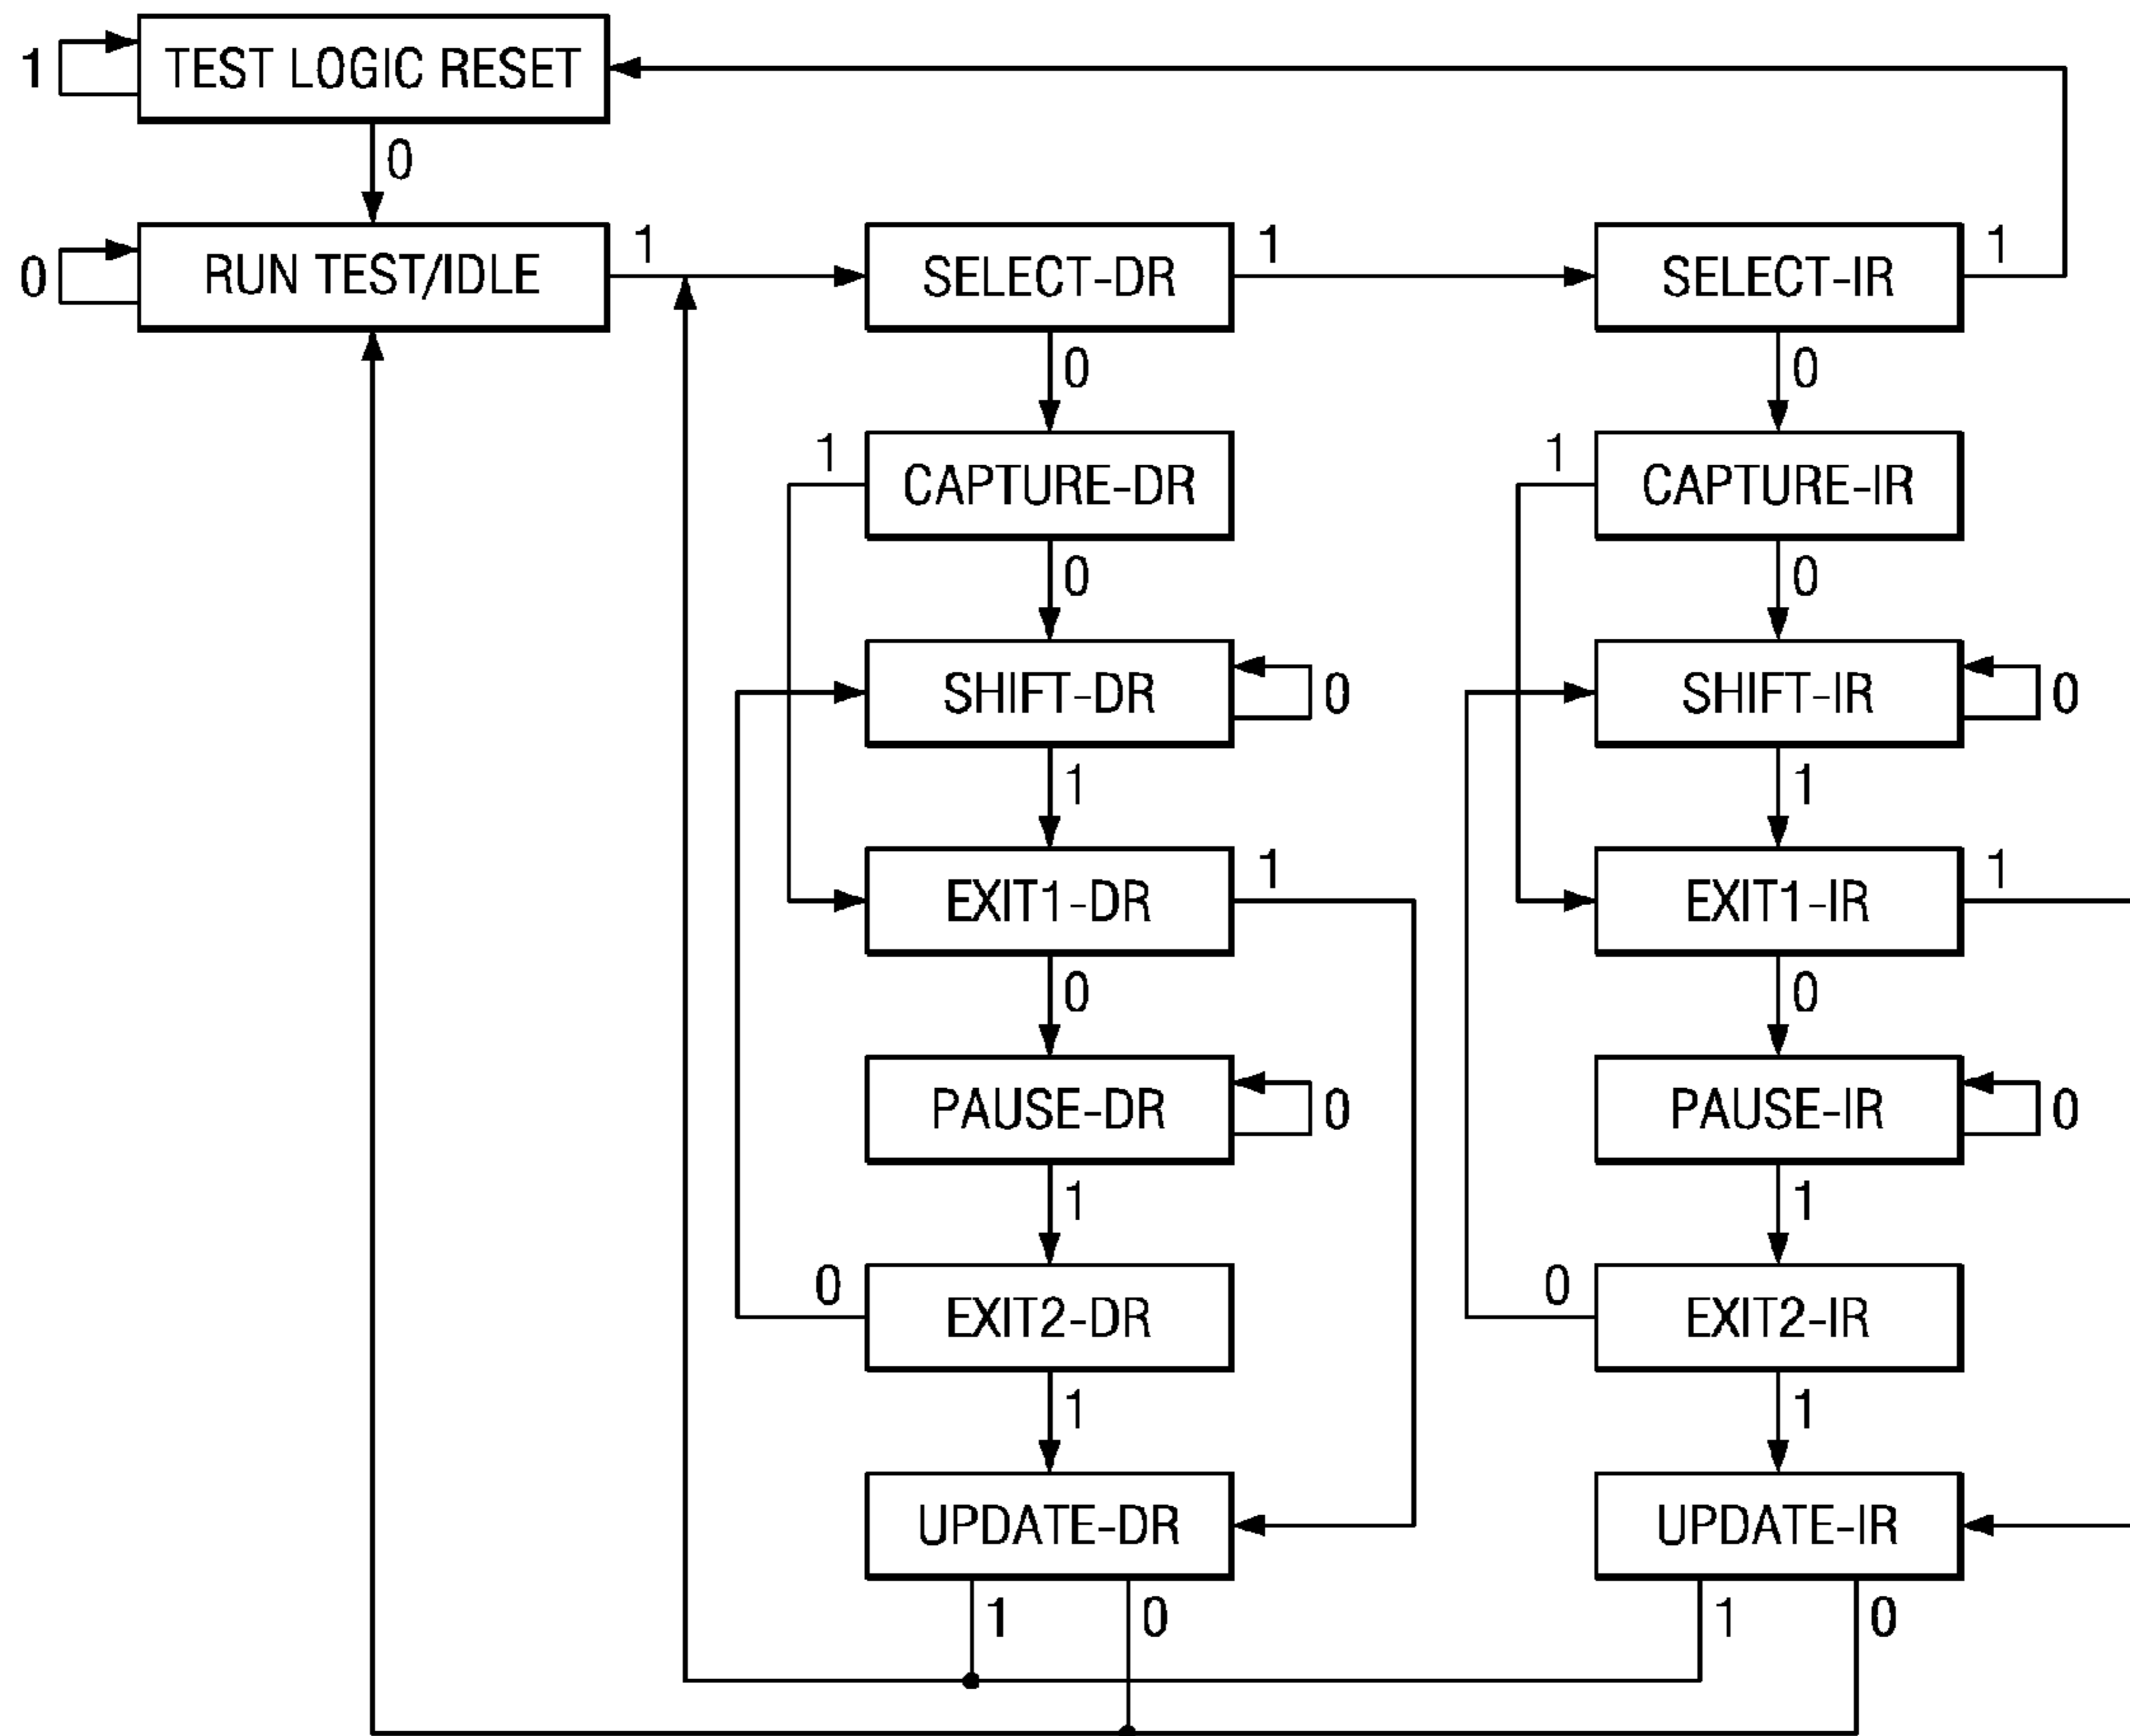 TEST LOGIC RESET
1
0
RUN TEST/IDLE
0
1
SELECT-DR
1
SELECT-IR
1
0
0
1
CAPTURE-DR
1
CAPTURE-IR
0
0
SHIFT-DR
0
SHIFT-IR
0
1
1
EXIT1-DR
1
EXIT1-IR
1
0
0
PAUSE-DR
0
PAUSE-IR
0
1
1
0
EXIT2-DR
0
EXIT2-IR
1
1
UPDATE-DR
UPDATE-IR
1
0
1
0